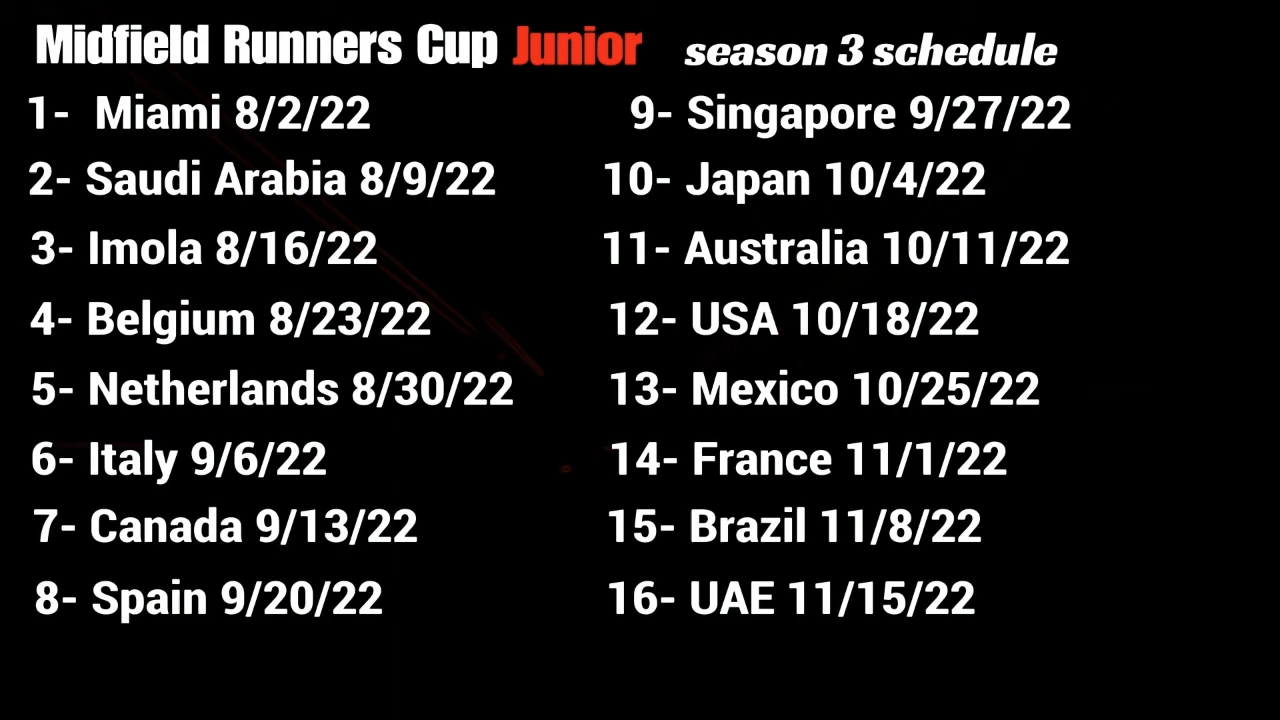 Midfield Runners Cup Junior season 3 schedule
1- Miami 8/2/22
2- Saudi Arabia 8/9/22
3- Imola 8/16/22
4- Belgium 8/23/22
5- Netherlands 8/30/22
6- Italy 9/6/22
7- Canada 9/13/22
8- Spain 9/20/22
9- Singapore 9/27/22
10- Japan 10/4/22
11- Australia 10/11/22
12- USA 10/18/22
13- Mexico 10/25/22
14- France 11/1/22
15- Brazil 11/8/22
16- UAE 11/15/22